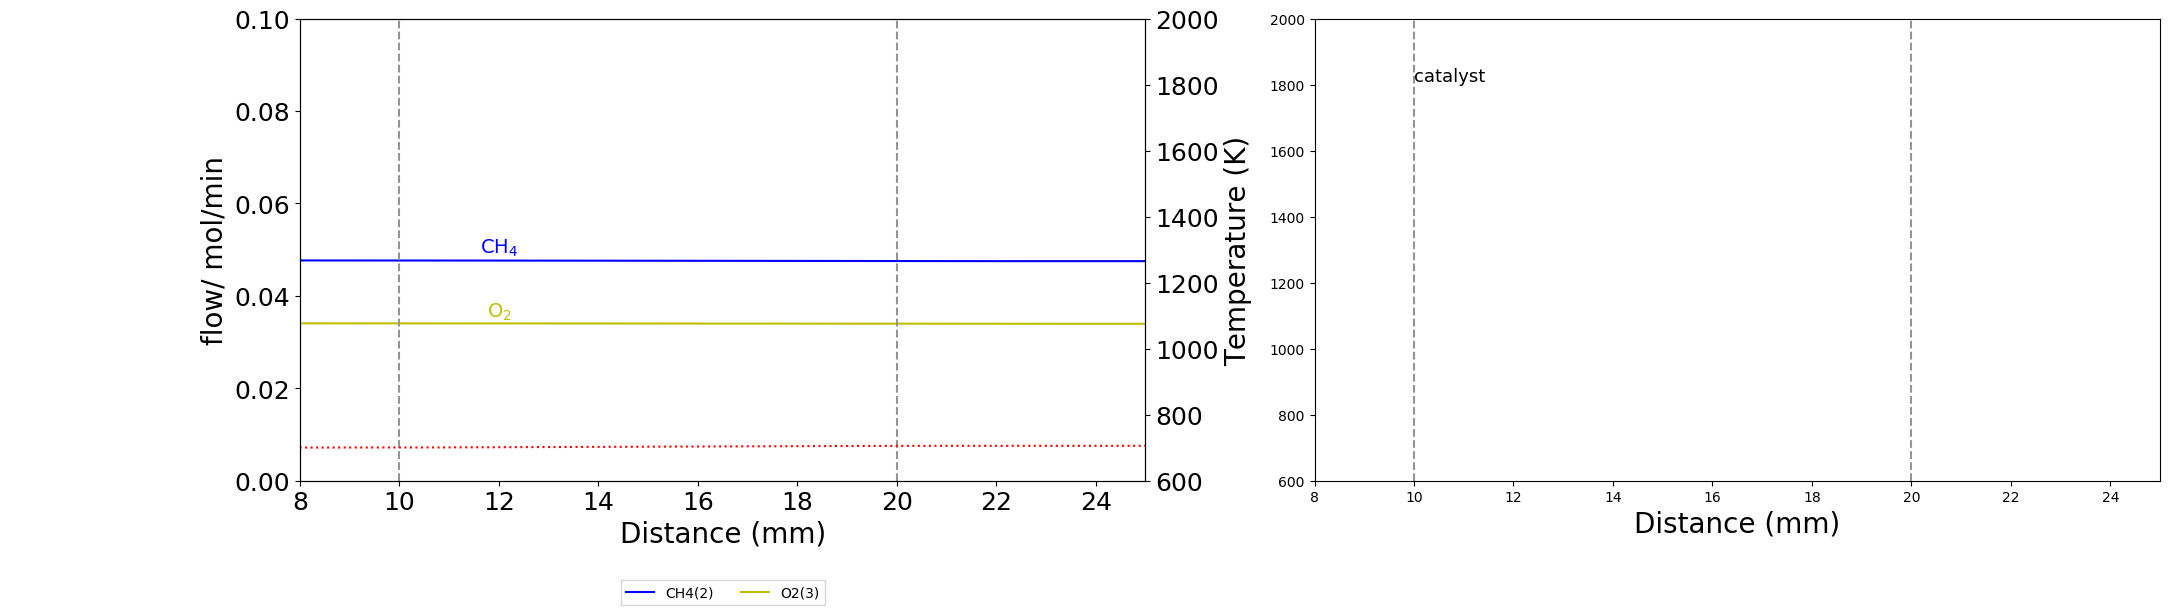 0.10
0.08
0.06
0.04
0.02
0.00
flow/ mol/min
CH4
O2
8 10 12 14 16 18 20 22 24
Distance (mm)
2000
1800
1600
1400
1200
1000
800
600
Temperature (K)
CH4(2) O2(3)
2000
1800
1600
1400
1200
1000
800
600
catalyst
8 10 12 14 16 18 20 22 24
Distance (mm)